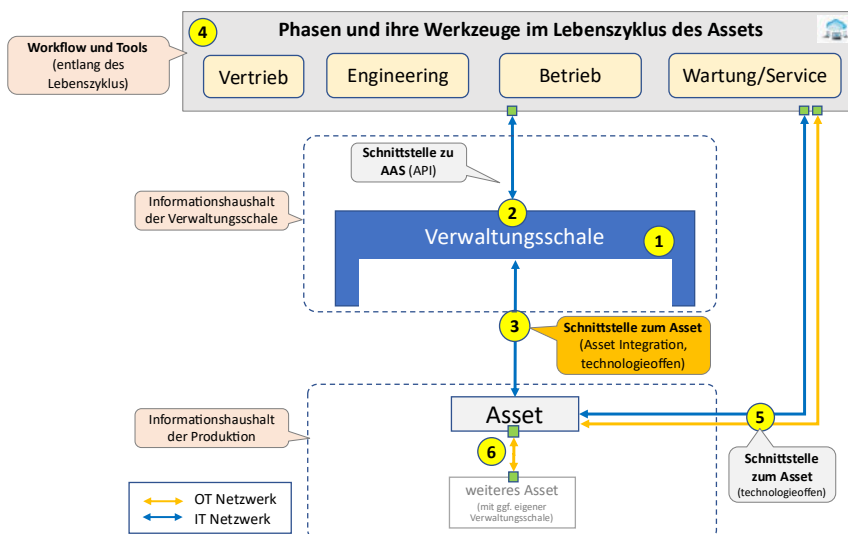 4
Phasen und ihre Werkzeuge im Lebenszyklus des Assets
Workflow und Tools
(entlang des
Lebenszyklus)
Vertrieb
Engineering
Betrieb
Wartung/Service
Schnittstelle zu
AAS (API)
Informationshaushalt
der Verwaltungsschale
2
Verwaltungsschale
1
3
Schnittstelle zum Asset
(Asset Integration,
technologieoffen)
Informationshaushalt
der Produktion
Asset
5
6
Schnittstelle
zum Asset
(technologieoffen)
weiteres Asset
(mit ggf. eigener
Verwaltungsschale)
OT Netzwerk
IT Netzwerk